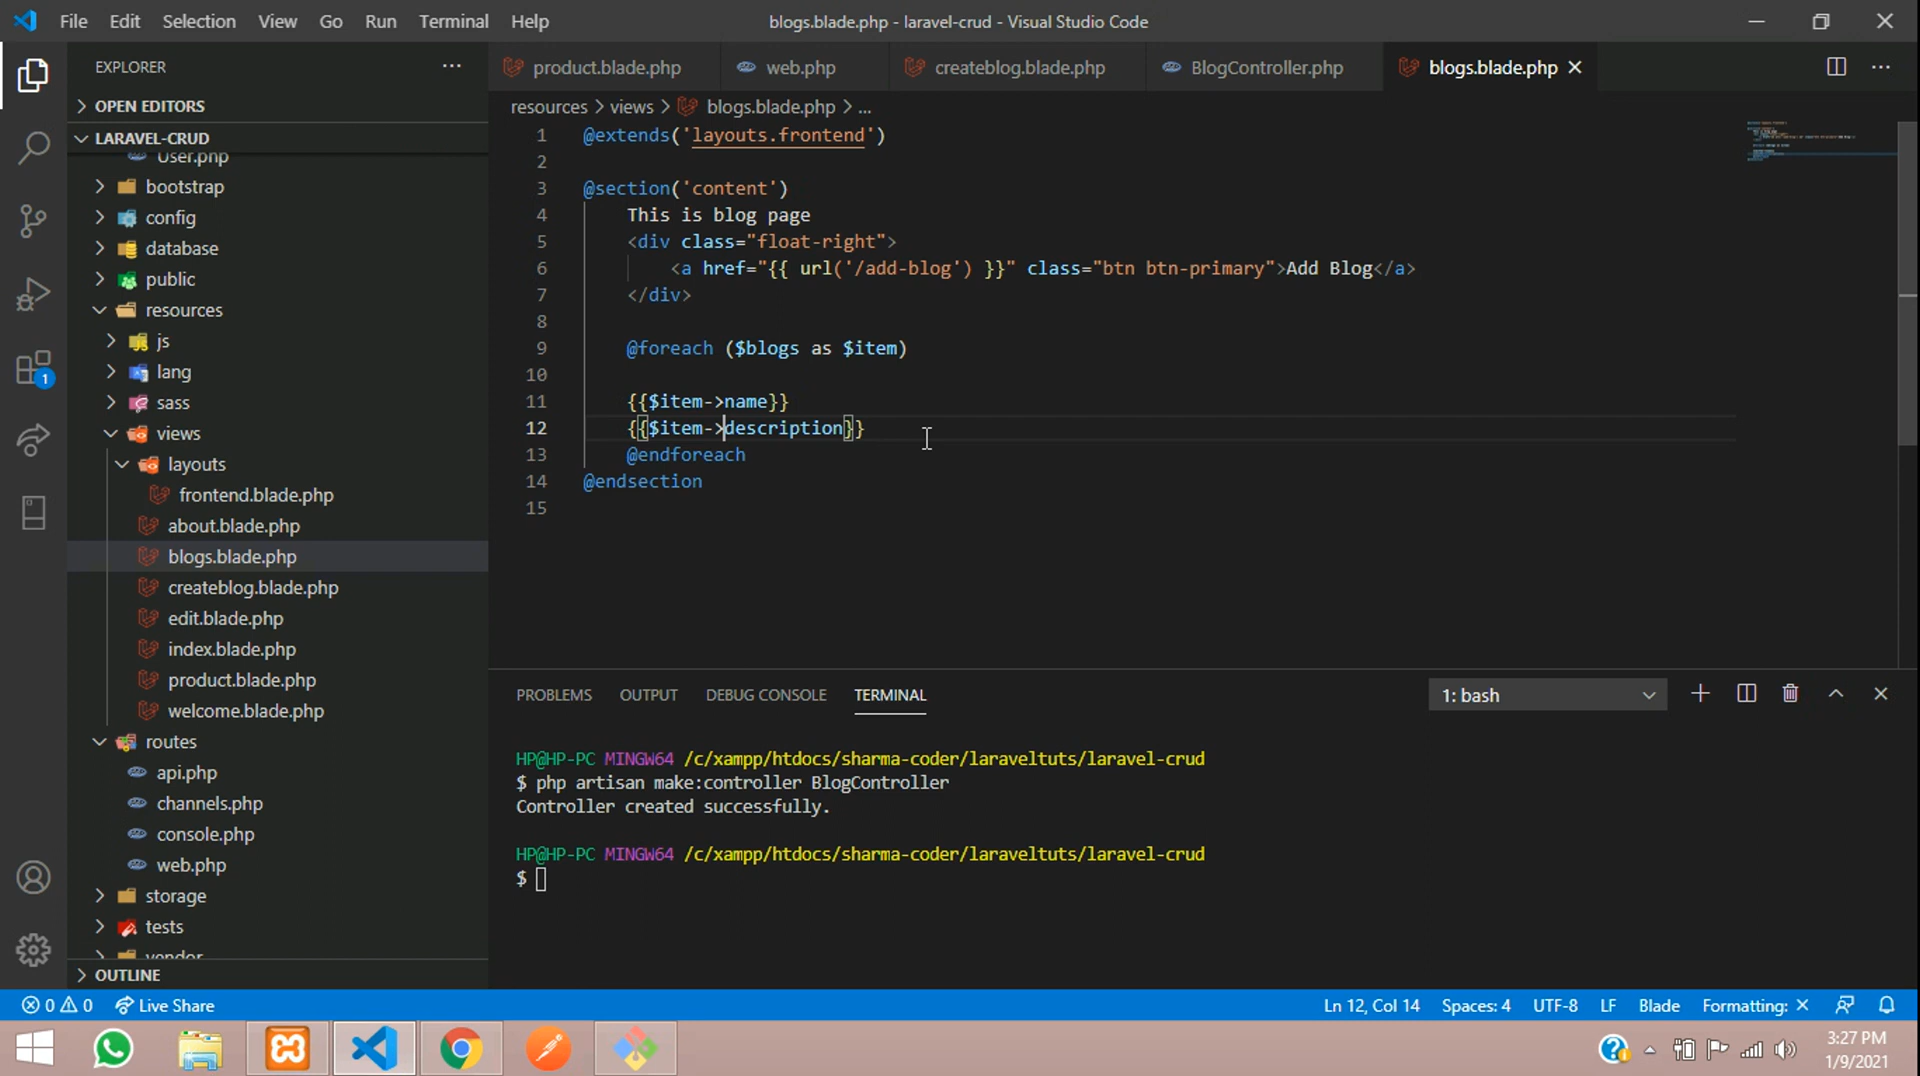 File Edit Selection View Go Run Terminal Help
blogs.blade.php - laravel-crud - Visual Studio Code
EXPLORER
product.blade.php web.php createblog.blade.php BlogController.php blogs.blade.php
OPEN EDITORS
LARAVEL-CRUD
User.php
bootstrap
config
database
public
resources
js
lang
sass
views
layouts
frontend.blade.php
about.blade.php
blogs.blade.php
createblog.blade.php
edit.blade.php
index.blade.php
product.blade.php
welcome.blade.php
routes
api.php
channels.php
console.php
web.php
storage
tests
vendor
OUTLINE
resources > views > blogs.blade.php > ...
1 @extends('layouts.frontend')
2
3 @section('content')
4 This is blog page
5 <div class="float-right">
6 <a href="{{ url('/add-blog') }}" class="btn btn-primary">Add Blog</a>
7 </div>
8
9 @foreach ($blogs as $item)
10
11 {{$item->name}}
12 {{$item->description}}
13 @endforeach
14 @endsection
15
PROBLEMS OUTPUT DEBUG CONSOLE TERMINAL
1: bash
HP@HP-PC MINGW64 /c/xampp/htdocs/sharma-coder/laraveltuts/laravel-crud
$ php artisan make:controller BlogController
Controller created successfully.
HP@HP-PC MINGW64 /c/xampp/htdocs/sharma-coder/laraveltuts/laravel-crud
$
1
0 0 Live Share
Ln 12, Col 14 Spaces: 4 UTF-8 LF Blade Formatting: ×
3:27 PM
1/9/2021